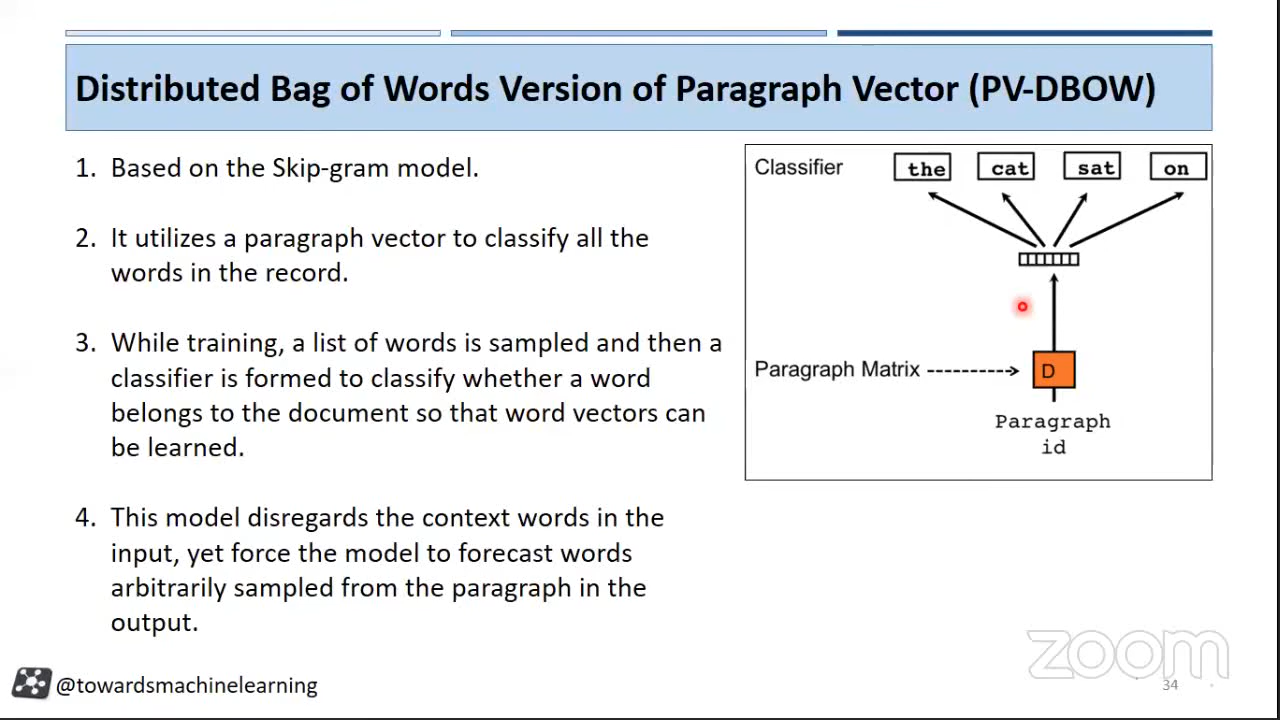 Distributed Bag of Words Version of Paragraph Vector (PV-DBOW)
1. Based on the Skip-gram model.
2. It utilizes a paragraph vector to classify all the
words in the record.
3. While training, a list of words is sampled and then a
classifier is formed to classify whether a word
belongs to the document so that word vectors can
be learned.
4. This model disregards the context words in the
input, yet force the model to forecast words
arbitrarily sampled from the paragraph in the
output.
Classifier the cat sat on
Paragraph Matrix D
Paragraph
id
zoom
@towardsmachinelearning
34